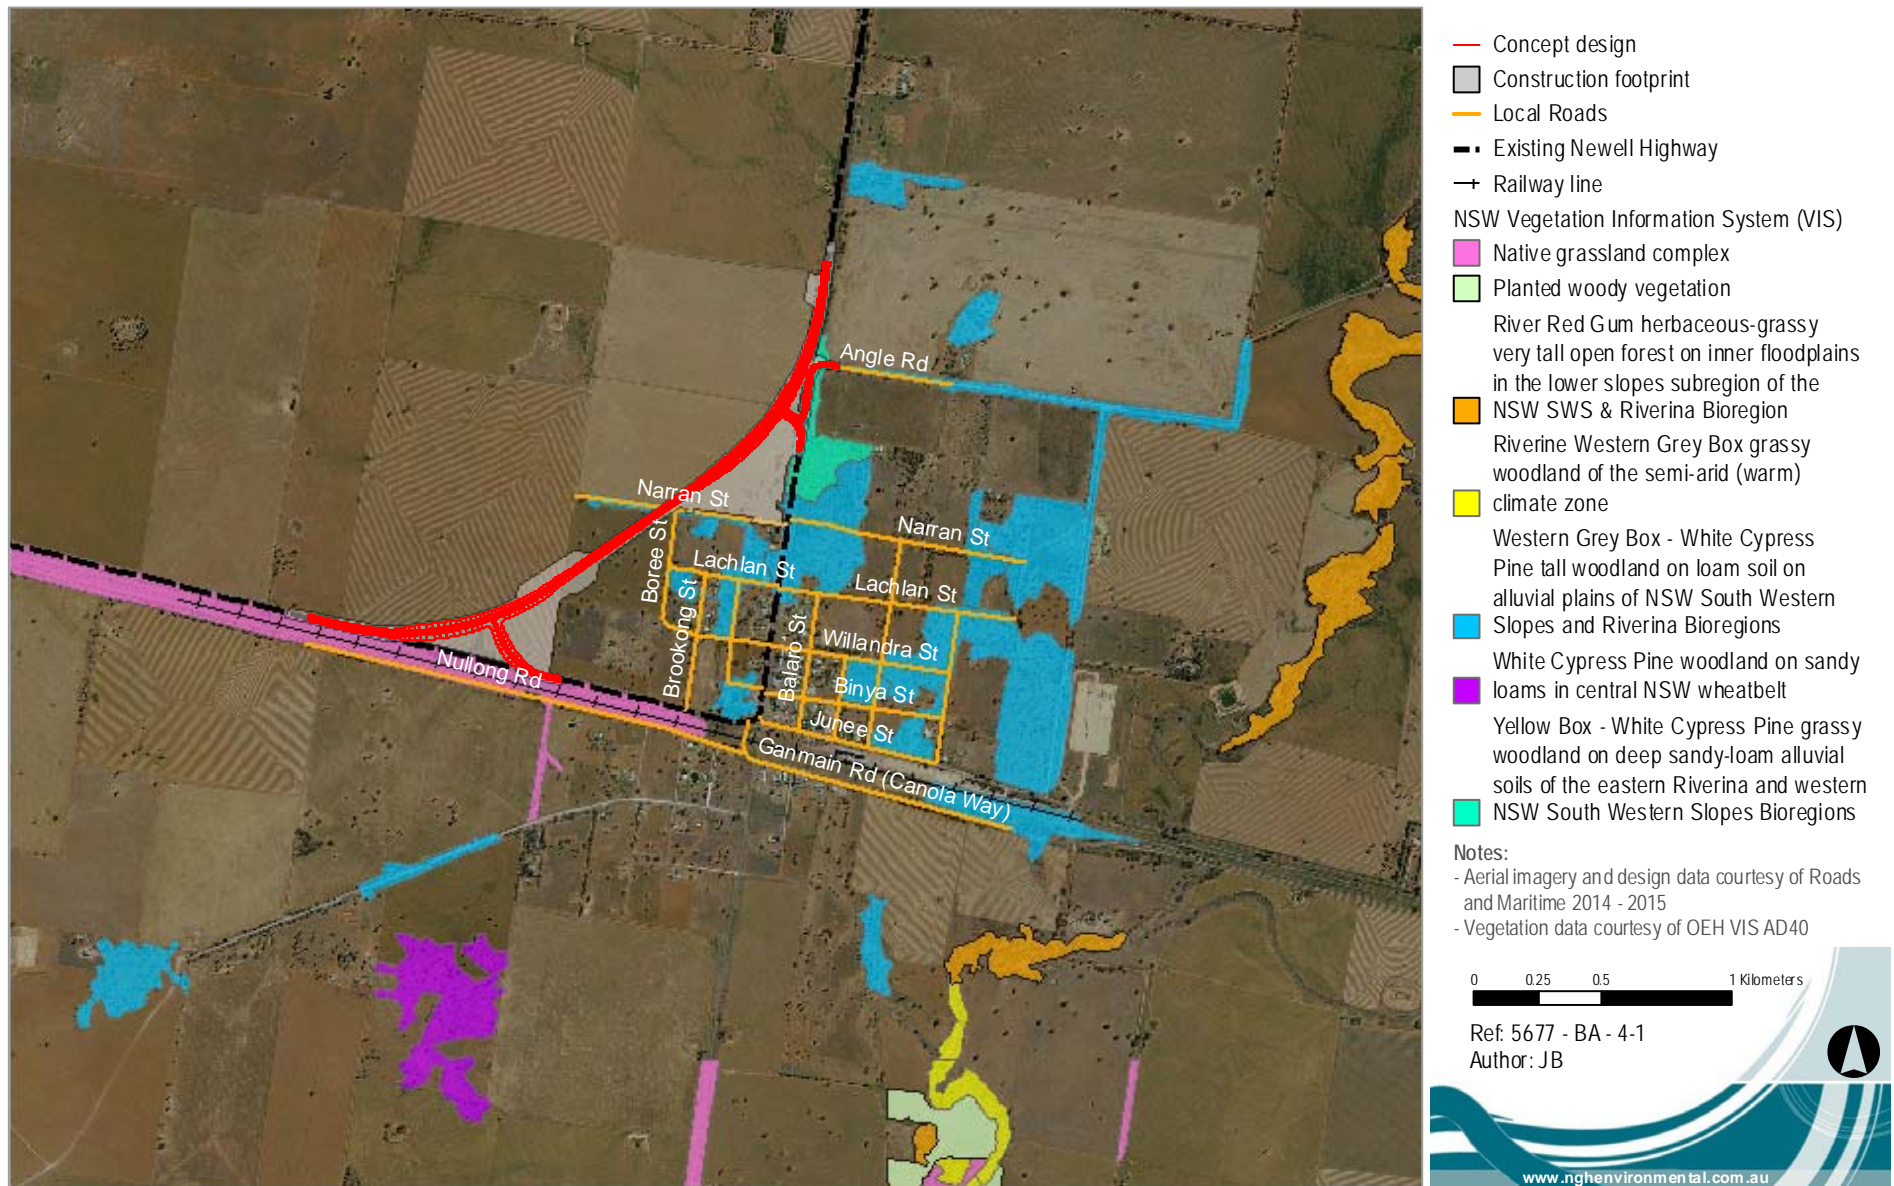 Angle Rd
Narran St
Narran St
Boree St
Lachlan St
Lachlan St
Brookong St
Balaro St
Willandra St
Nullong Rd
Binya St
Junee St
Ganmain Rd (Canola Way)
Concept design
Construction footprint
Local Roads
Existing Newell Highway
Railway line
NSW Vegetation Information System (VIS)
Native grassland complex
Planted woody vegetation
River Red Gum herbaceous-grassy
very tall open forest on inner floodplains
in the lower slopes subregion of the
NSW SWS & Riverina Bioregion
Riverine Western Grey Box grassy
woodland of the semi-arid (warm)
climate zone
Western Grey Box - White Cypress
Pine tall woodland on loam soil on
alluvial plains of NSW South Western
Slopes and Riverina Bioregions
White Cypress Pine woodland on sandy
loams in central NSW wheatbelt
Yellow Box - White Cypress Pine grassy
woodland on deep sandy-loam alluvial
soils of the eastern Riverina and western
NSW South Western Slopes Bioregions
Notes:
- Aerial imagery and design data courtesy of Roads
and Maritime 2014 - 2015
- Vegetation data courtesy of OEH VIS AD40
0 0.25 0.5 1 Kilometers
Ref: 5677 - BA - 4-1
Author: JB
www.nghenvironmental.com.au